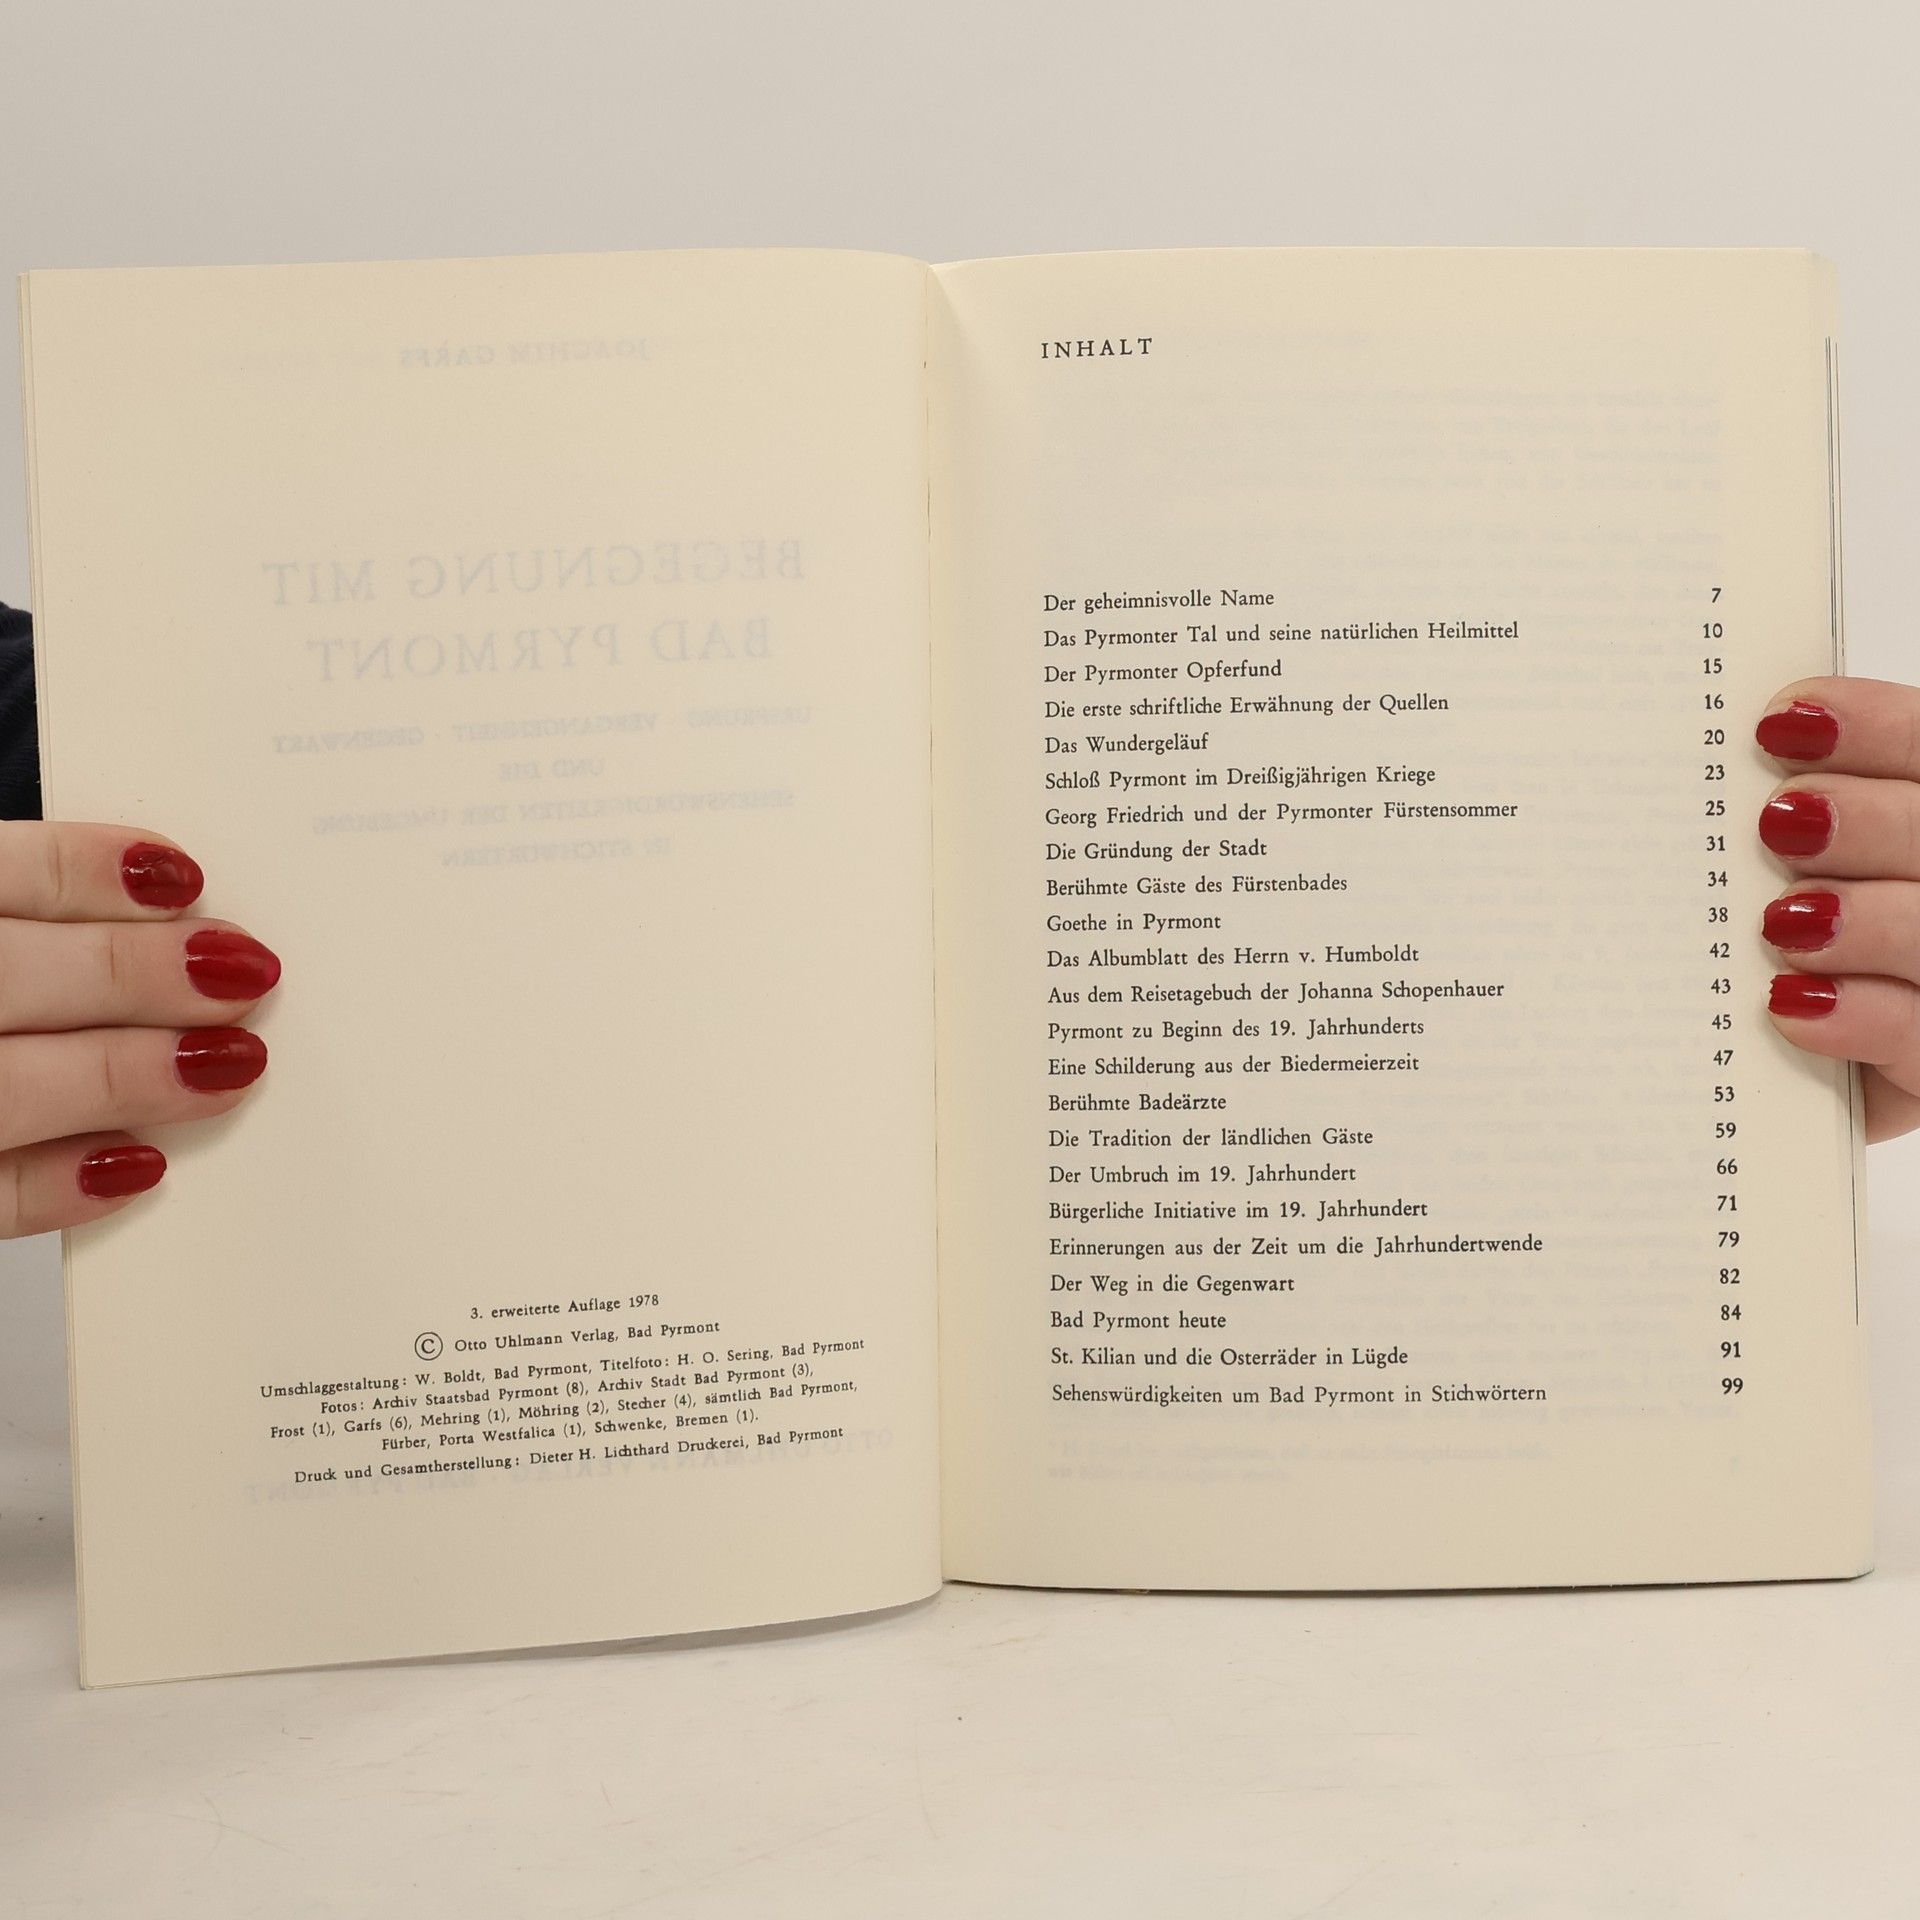 3. erweiterte Auflage 1978
© Otto Uhlmann Verlag, Bad Pyrmont
Umschlaggestaltung: W. Boldt, Bad Pyrmont, Titelfoto: H. O. Sering, Bad Pyrmont
Fotos: Archiv Staatsbad Pyrmont (8), Archiv Stadt Bad Pyrmont (3),
Frost (1), Garfs (6), Mehring (1), Möhring (2), Stecher (4), sämtlich Bad Pyrmont,
Fürber, Porta Westfalica (1), Schwenke, Bremen (1).
Druck und Gesamtherstellung: Dieter H. Lichthard Druckerei, Bad Pyrmont
INHALT
Der geheimnisvolle Name 7
Das Pyrmonter Tal und seine natürlichen Heilmittel 10
Der Pyrmonter Opferfund 15
Die erste schriftliche Erwähnung der Quellen 16
Das Wundergeläuf 20
Schloß Pyrmont im Dreißigjährigen Kriege 23
Georg Friedrich und der Pyrmonter Fürstensommer 25
Die Gründung der Stadt 31
Berühmte Gäste des Fürstenbades 34
Goethe in Pyrmont 38
Das Albumblatt des Herrn v. Humboldt 42
Aus dem Reisetagebuch der Johanna Schopenhauer 43
Pyrmont zu Beginn des 19. Jahrhunderts 45
Eine Schilderung aus der Biedermeierzeit 47
Berühmte Badeärzte 53
Die Tradition der ländlichen Gäste 59
Der Umbruch im 19. Jahrhundert 66
Bürgerliche Initiative im 19. Jahrhundert 71
Erinnerungen aus der Zeit um die Jahrhundertwende 79
Der Weg in die Gegenwart 82
Bad Pyrmont heute 84
St. Kilian und die Osterräder in Lügde 91
Sehenswürdigkeiten um Bad Pyrmont in Stichwörtern 99